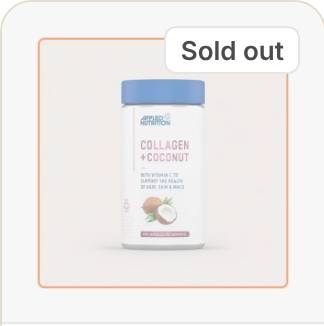 Sold out
APPLIED
NUTRITION
COLLAGEN
+COCONUT
WITH VITAMIN C TO
SUPPORT THE HEALTH
OF HAIR, SKIN & NAILS